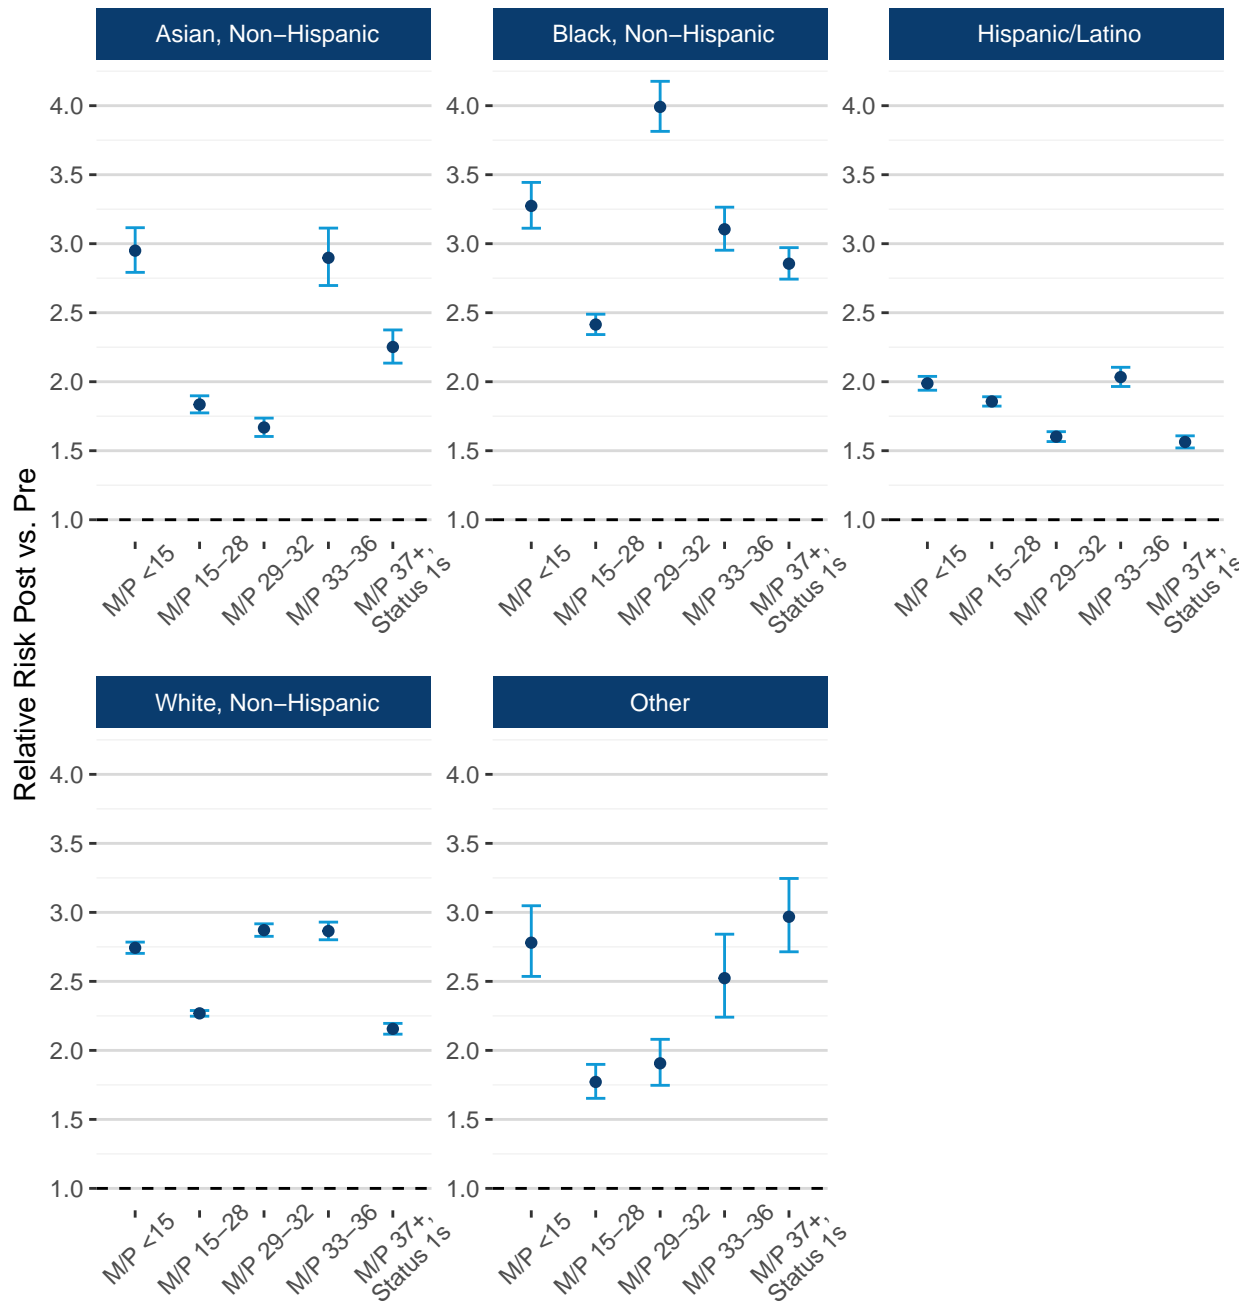 Relative Risk Post vs. Pre
Asian, Non−Hispanic
4.0
3.5
3.0
2.5
2.0
1.5
1.0
M/P <15
M/P 15−28
M/P 29−32
M/P 33−36
M/P 37+,
Status 1s
Black, Non−Hispanic
4.0
3.5
3.0
2.5
2.0
1.5
1.0
M/P <15
M/P 15−28
M/P 29−32
M/P 33−36
M/P 37+,
Status 1s
Hispanic/Latino
4.0
3.5
3.0
2.5
2.0
1.5
1.0
M/P <15
M/P 15−28
M/P 29−32
M/P 33−36
M/P 37+,
Status 1s
White, Non−Hispanic
4.0
3.5
3.0
2.5
2.0
1.5
1.0
M/P <15
M/P 15−28
M/P 29−32
M/P 33−36
M/P 37+,
Status 1s
Other
4.0
3.5
3.0
2.5
2.0
1.5
1.0
M/P <15
M/P 15−28
M/P 29−32
M/P 33−36
M/P 37+,
Status 1s